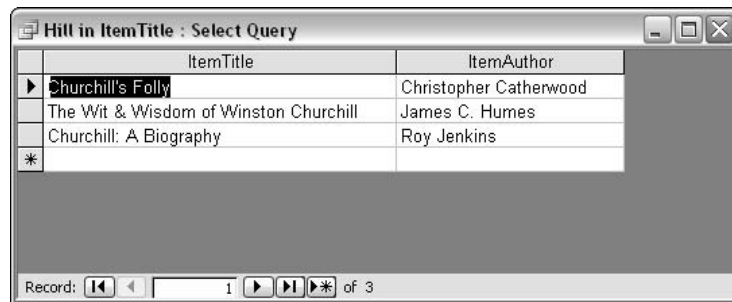 Hill in ItemTitle : Select Query
ItemTitle ItemAuthor
Churchill's Folly Christopher Catherwood
The Wit & Wisdom of Winston Churchill James C. Humes
Churchill: A Biography Roy Jenkins
Record: 1 of 3